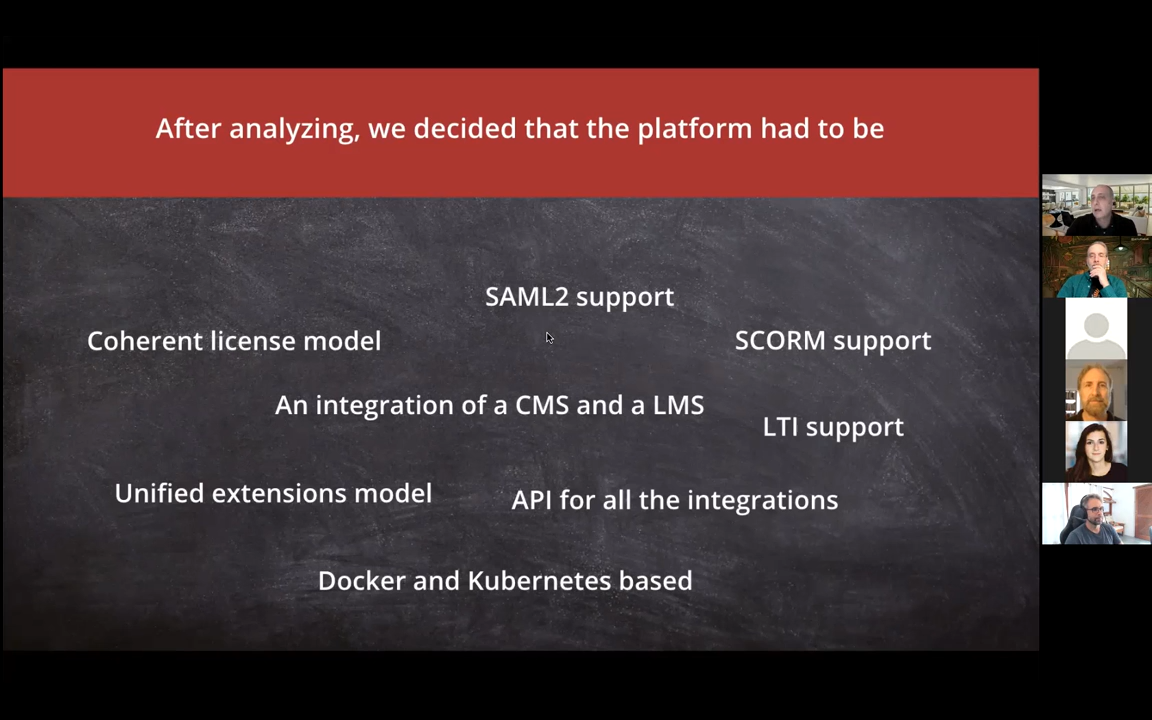 After analyzing, we decided that the platform had to be
SAML2 support
Coherent license model
SCORM support
An integration of a CMS and a LMS
LTI support
Unified extensions model
API for all the integrations
Docker and Kubernetes based